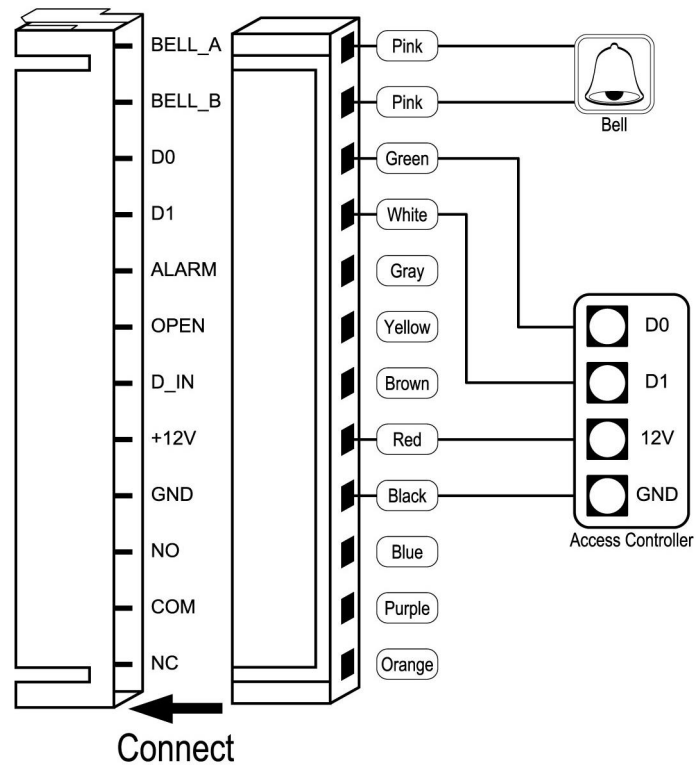 BELL_A
Pink
BELL_B
Pink
Bell
D0
Green
D1
White
ALARM
Gray
OPEN
Yellow
D0
D_IN
Brown
D1
+12V
Red
12V
GND
Black
GND
Access Controller
NO
Blue
COM
Purple
NC
Orange
Connect